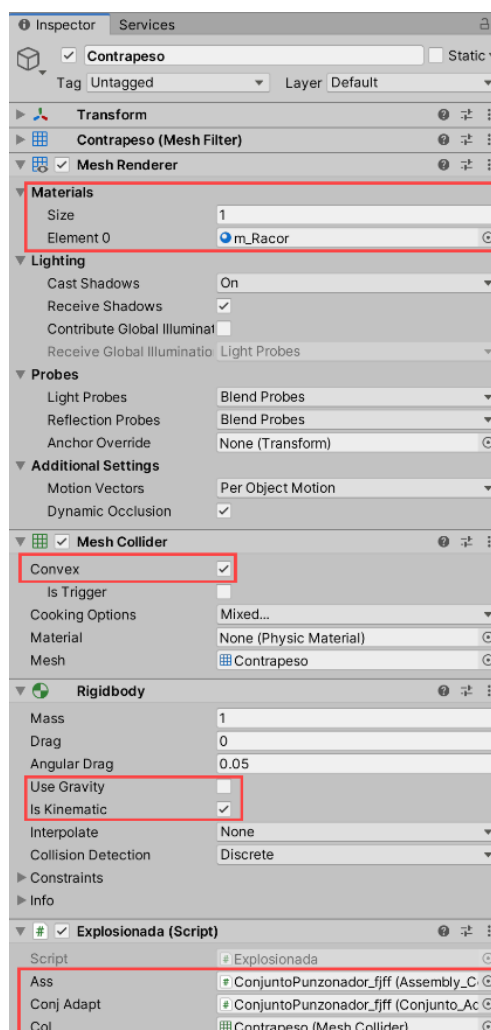 Inspector Services
Contrapeso Static
Tag Untagged Layer Default
Transform
Contrapeso (Mesh Filter)
Mesh Renderer
Materials
Size 1
Element 0 m_Racor
Lighting
Cast Shadows On
Receive Shadows
Contribute Global Illuminat
Receive Global Illuminatio Light Probes
Probes
Light Probes Blend Probes
Reflection Probes Blend Probes
Anchor Override None (Transform)
Additional Settings
Motion Vectors Per Object Motion
Dynamic Occlusion
Mesh Collider
Convex
Is Trigger
Cooking Options Mixed...
Material None (Physic Material)
Mesh Contrapeso
Rigidbody
Mass 1
Drag 0
Angular Drag 0.05
Use Gravity
Is Kinematic
Interpolate None
Collision Detection Discrete
Constraints
Info
# Explosionada (Script)
Script # Explosionada
Ass # ConjuntoPunzonador_fjff (Assembly_C
Conj Adapt # ConjuntoPunzonador_fjff (Conjunto_Ac
Col Contrapeso (Mesh Collider)